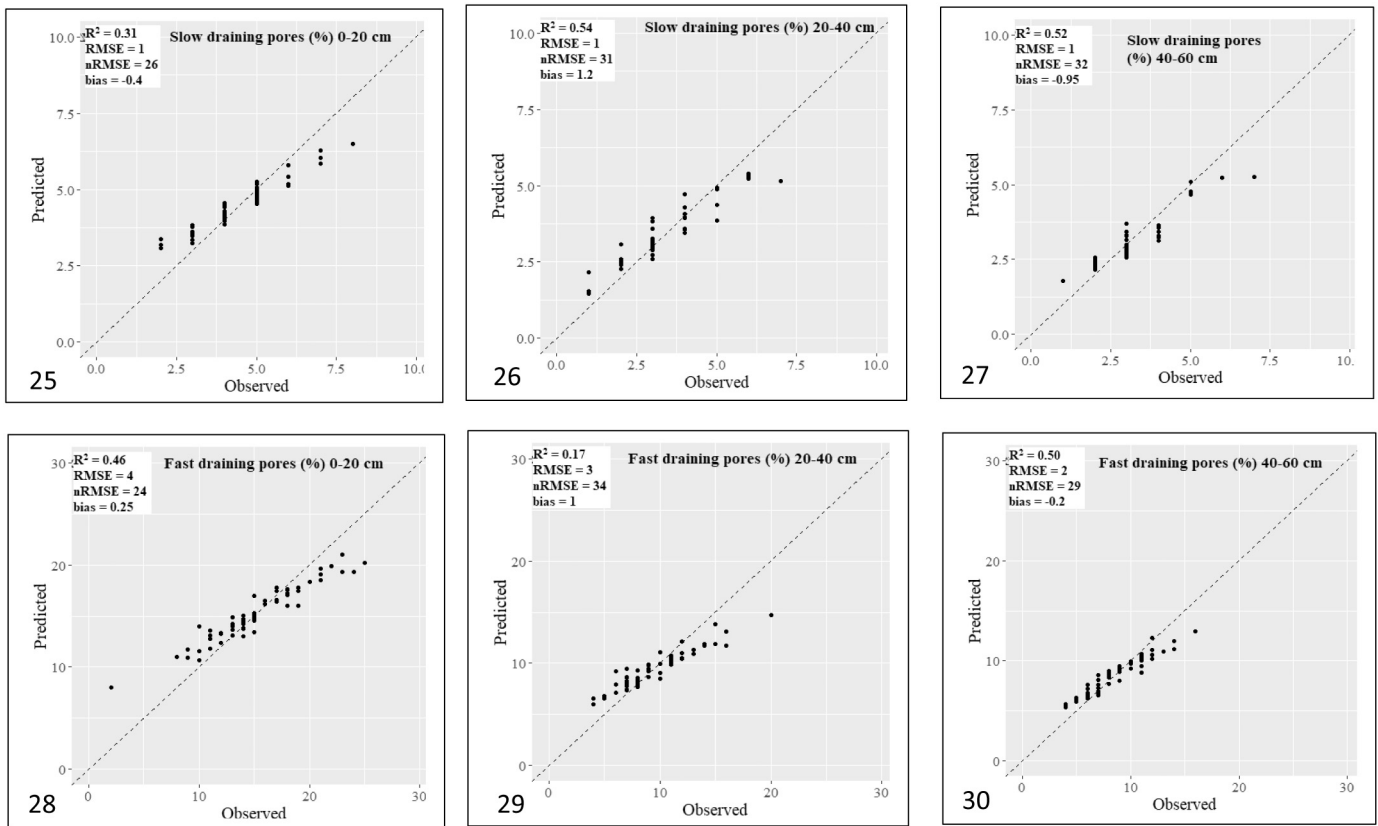 R² = 0.31
RMSE = 1
nRMSE = 26
bias = -0.4
Slow draining pores (%) 0-20 cm
10.0
7.5
5.0
2.5
0.0
Predicted
0.0 2.5 5.0 7.5 10.0
Observed
25
R² = 0.54
RMSE = 1
nRMSE = 31
bias = 1.2
Slow draining pores (%) 20-40 cm
10.0
7.5
5.0
2.5
0.0
Predicted
0.0 2.5 5.0 7.5 10.0
Observed
26
R² = 0.52
RMSE = 1
nRMSE = 32
bias = -0.95
Slow draining pores
(%) 40-60 cm
10.0
7.5
5.0
2.5
0.0
Predicted
0.0 2.5 5.0 7.5 10.
Observed
27
R² = 0.46
RMSE = 4
nRMSE = 24
bias = 0.25
Fast draining pores (%) 0-20 cm
30
20
10
0
Predicted
0 10 20 30
Observed
28
R² = 0.17
RMSE = 3
nRMSE = 34
bias = 1
Fast draining pores (%) 20-40 cm
30
20
10
0
Predicted
0 10 20 30
Observed
29
R² = 0.50
RMSE = 2
nRMSE = 29
bias = -0.2
Fast draining pores (%) 40-60 cm
30
20
10
0
Predicted
0 10 20 30
Observed
30